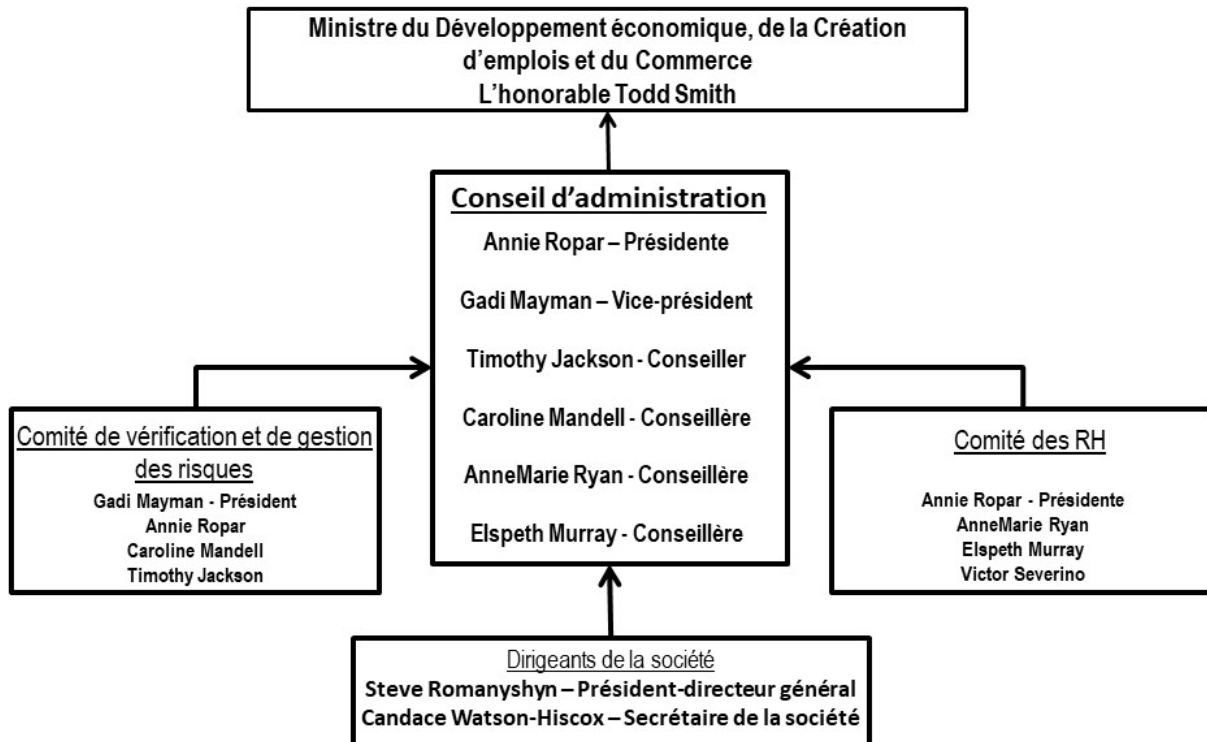 Ministre du Développement économique, de la Création
d’emplois et du Commerce
L’honorable Todd Smith
Conseil d’administration
Annie Ropar – Présidente
Gadi Mayman – Vice-président
Timothy Jackson - Conseiller
Caroline Mandell - Conseillère
AnneMarie Ryan - Conseillère
Elspeth Murray - Conseillère
Comité de vérification et de gestion
des risques
Gadi Mayman - Président
Annie Ropar
Caroline Mandell
Timothy Jackson
Comité des RH
Annie Ropar - Présidente
AnneMarie Ryan
Elspeth Murray
Victor Severino
Dirigeants de la société
Steve Romanyshyn – Président-directeur général
Candace Watson-Hiscox – Secrétaire de la société